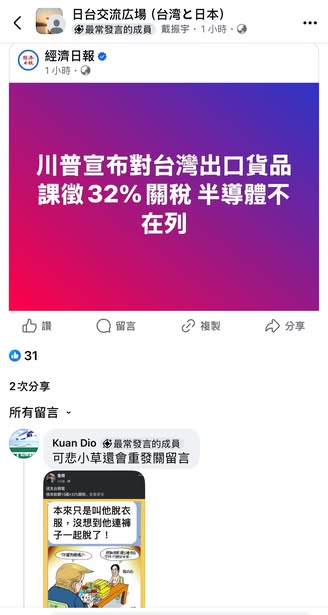 日台交流広場 (台湾と日本)
最常發言的成員 戴振宇・1小時・
經濟日報
1小時・
川普宣布對台灣出口貨品
課徵32%關稅 半導體不
在列
讚 留言 複製 分享
31
2次分享
所有留言
Kuan Dio 最常發言的成員
可悲小草還會重發關留言
本來只是叫他脫衣
服，沒想到他連褲
子一起脫了！